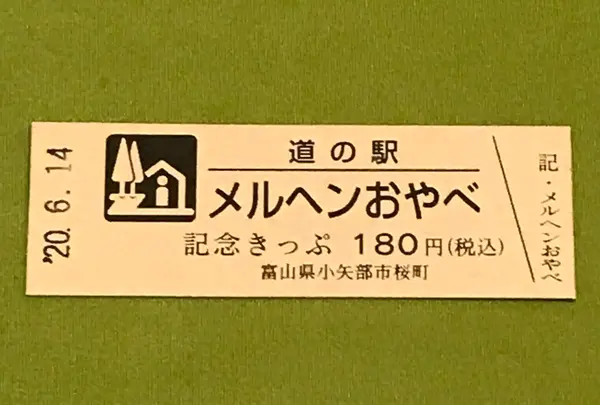 '20. 6. 14
道の駅
メルヘンおやべ
記念きっぷ 180円(税込)
富山県小矢部市桜町
記・メルヘンおやべ